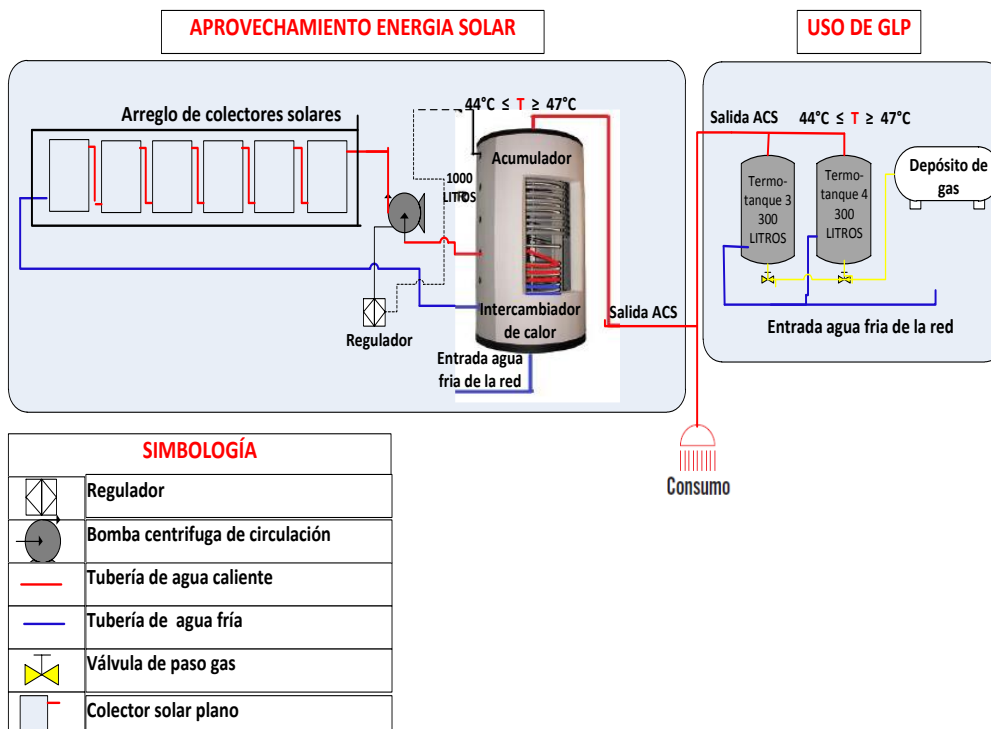 APROVECHAMIENTO ENERGIA SOLAR
USO DE GLP
Arreglo de colectores solares
44°C ≤ T ≥ 47°C
Acumulador
1000
LITROS
R
Intercambiador
de calor
Regulador
Entrada agua
fria de la red
Salida ACS
Salida ACS
44°C ≤ T ≥ 47°C
Termo-
tanque 3
300
LITROS
Termo-
tanque 4
300
LITROS
Depósito de
gas
Entrada agua fria de la red
Consumo
SIMBOLOGÍA
Regulador
Bomba centrifuga de circulación
Tubería de agua caliente
Tubería de agua fría
Válvula de paso gas
Colector solar plano